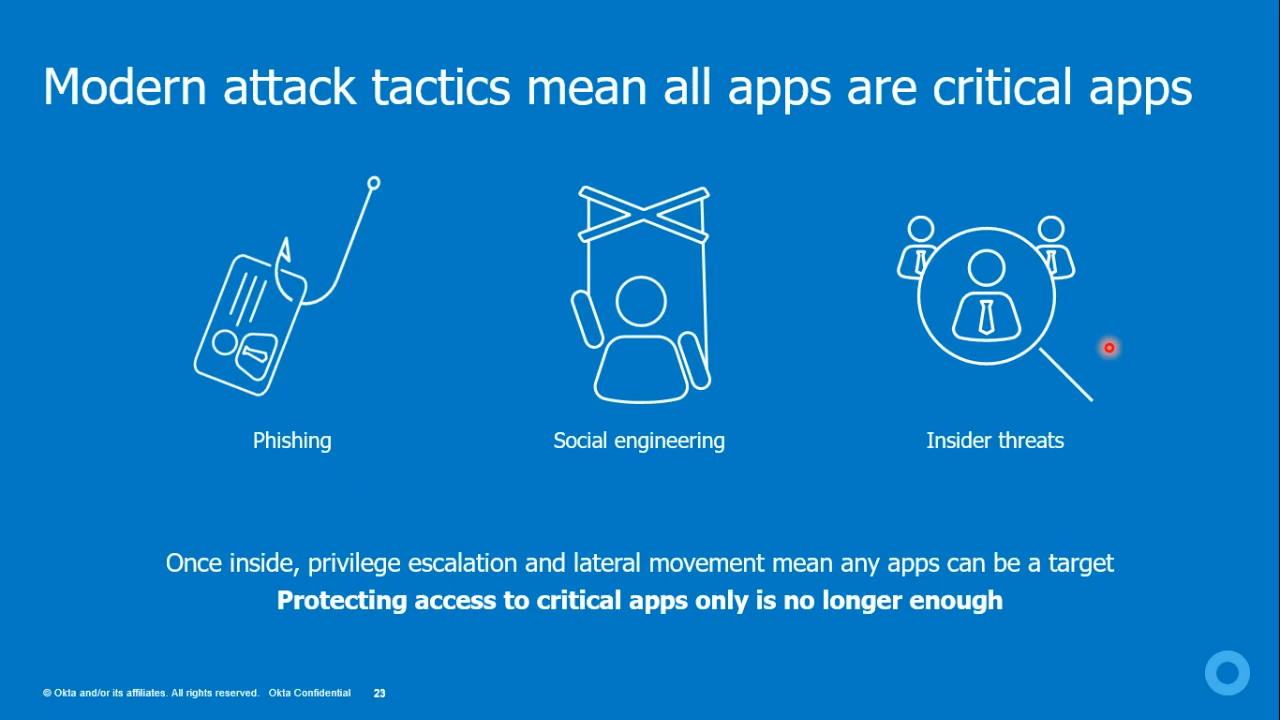 Modern attack tactics mean all apps are critical apps
Phishing
Social engineering
Insider threats
Once inside, privilege escalation and lateral movement mean any apps can be a target
Protecting access to critical apps only is no longer enough
© Okta and/or its affiliates. All rights reserved. Okta Confidential 23